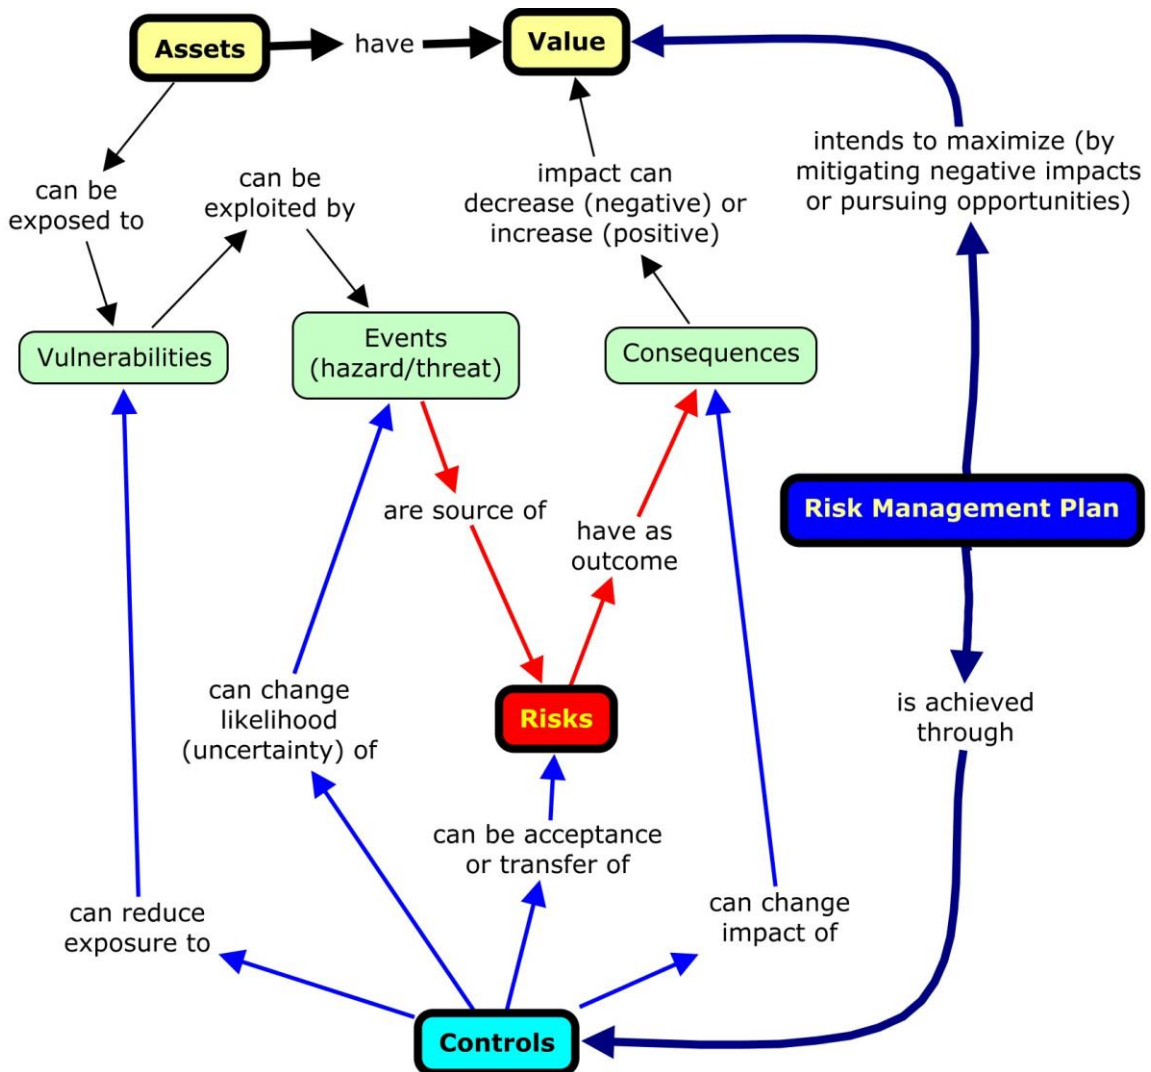 Assets
have
Value
can be
exposed to
can be
exploited by
impact can
decrease (negative) or
increase (positive)
intends to maximize (by
mitigating negative impacts
or pursuing opportunities)
Vulnerabilities
Events
(hazard/threat)
Consequences
are source of
have as
outcome
Risk Management Plan
can change
likelihood
(uncertainty) of
Risks
is achieved
through
can be acceptance
or transfer of
can reduce
exposure to
can change
impact of
Controls